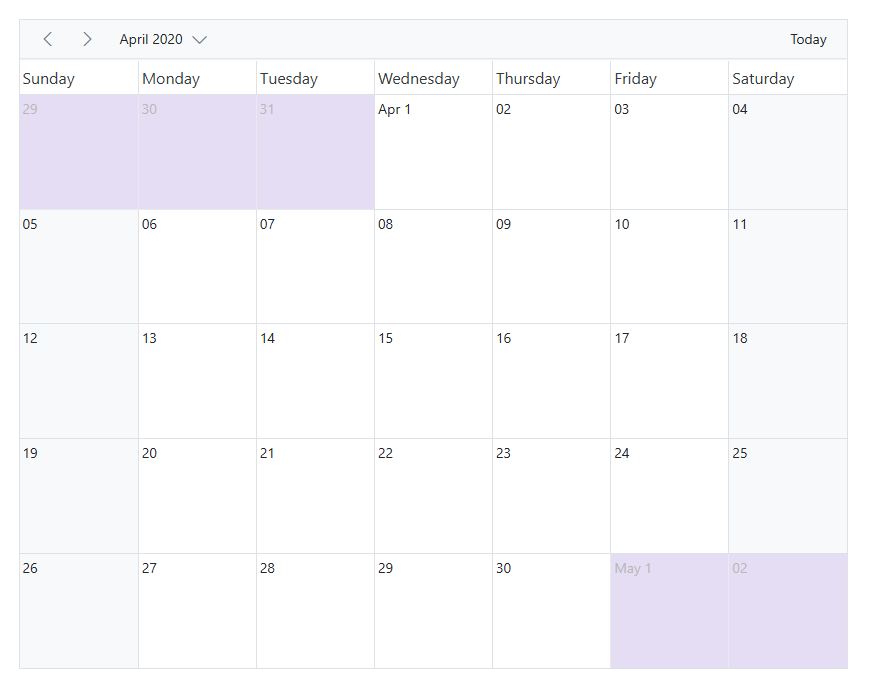 April 2020 Today
Sunday Monday Tuesday Wednesday Thursday Friday Saturday
29 30 31 Apr 1 02 03 04
05 06 07 08 09 10 11
12 13 14 15 16 17 18
19 20 21 22 23 24 25
26 27 28 29 30 May 1 02